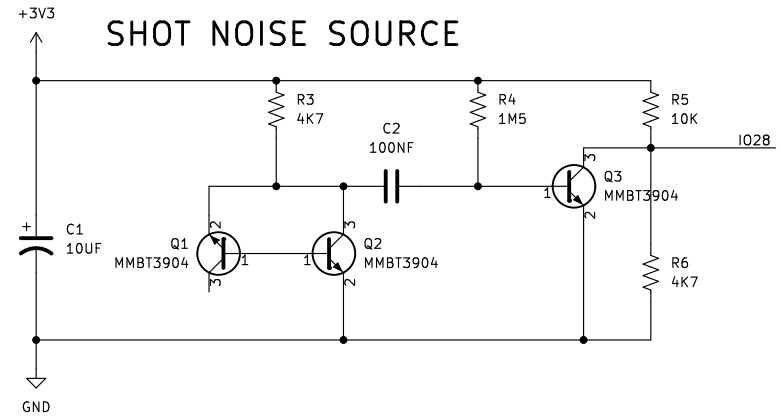 +3V3
SHOT NOISE SOURCE
R3
4K7
R4
1M5
R5
10K
C2
100NF
IO28
3
Q3
MMBT3904
1
2
+
C1
10UF
2
Q1
MMBT3904
1
3
3
1
Q2
MMBT3904
2
R6
4K7
GND